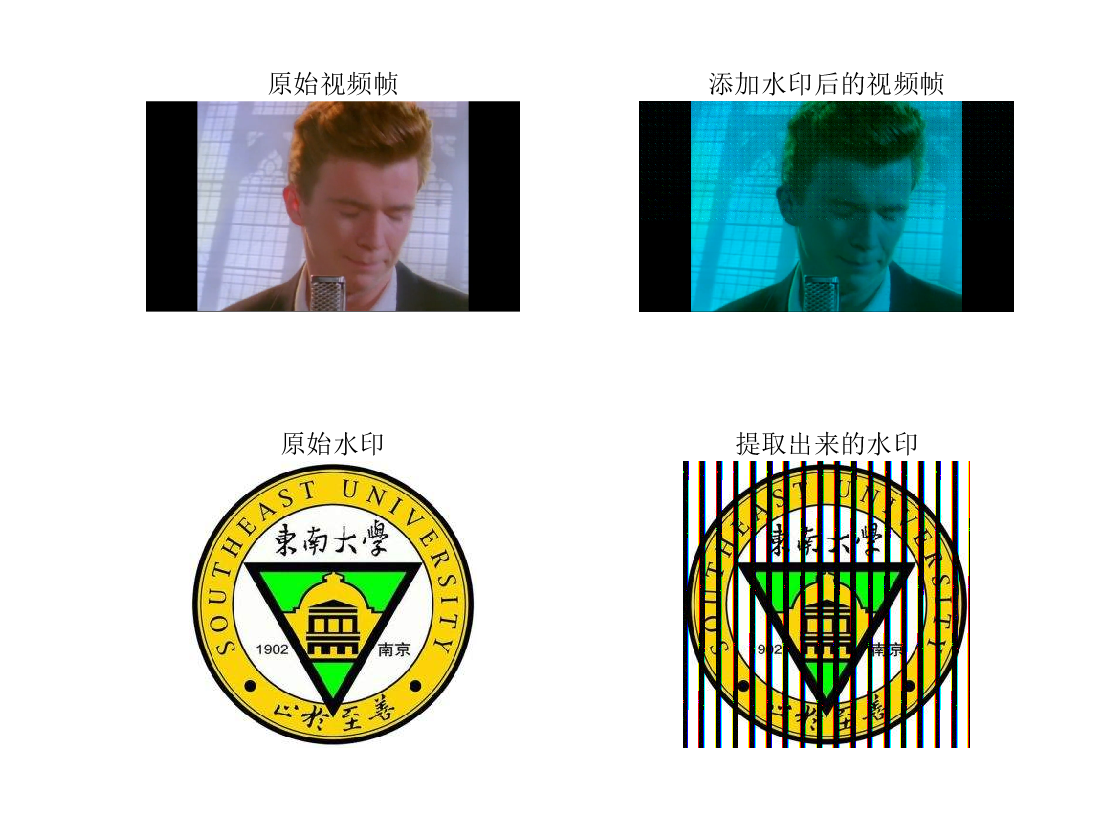 原始视频帧
添加水印后的视频帧
原始水印
提取出来的水印
SOUTHEAST UNIVERSITY
東南大學
1902 南京
止於至善
SOUTHEAST UNIVERSITY
東南大學
902 南京
止於至善